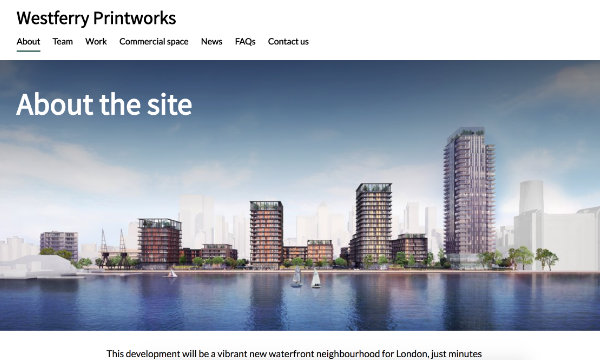 Westferry Printworks
About Team Work Commercial space News FAQs Contact us
About the site
This development will be a vibrant new waterfront neighbourhood for London, just minutes